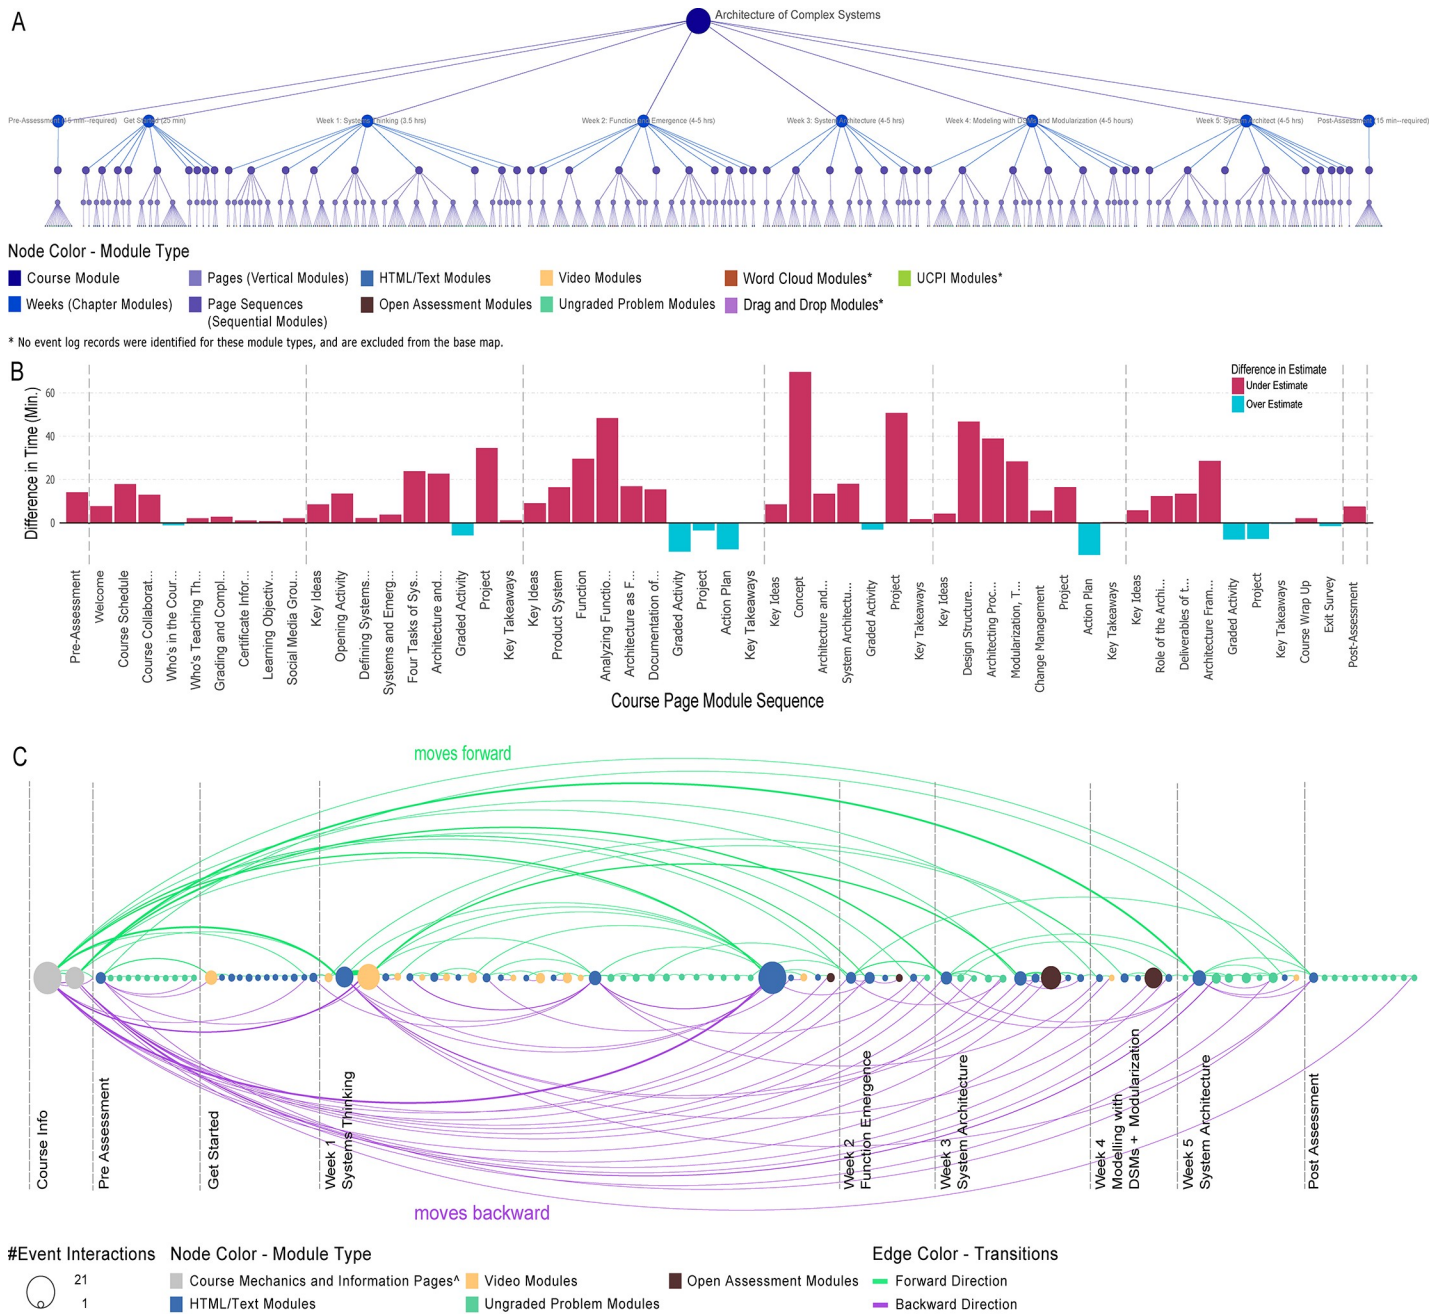 A
Architecture of Complex Systems
Pre-Assessment (15 min--required)
Get Started (25 min)
Week 1: Systems Thinking (3.5 hrs)
Week 2: Function and Emergence (4-5 hrs)
Week 3: System Architecture (4-5 hrs)
Week 4: Modeling with DSMs and Modularization (4-5 hours)
Week 5: System Architect (4-5 hrs)
Post-Assessment (15 min--required)
Node Color - Module Type
Course Module
Pages (Vertical Modules)
HTML/Text Modules
Video Modules
Word Cloud Modules*
UCPI Modules*
Weeks (Chapter Modules)
Page Sequences
(Sequential Modules)
Open Assessment Modules
Ungraded Problem Modules
Drag and Drop Modules*
* No event log records were identified for these module types, and are excluded from the base map.
B
Difference in Time (Min.)
60
40
20
0
Difference in Estimate
Under Estimate
Over Estimate
Pre-Assessment
Welcome
Course Schedule
Course Collaborat...
Who's in the Cour...
Who's Teaching Th...
Grading and Compl...
Certificate Infor...
Learning Objectiv...
Social Media Grou...
Key Ideas
Opening Activity
Defining Systems...
Systems and Emerg...
Four Tasks of Sys...
Architecture and...
Graded Activity
Project
Key Takeaways
Key Ideas
Product System
Function
Analyzing Functio...
Architecture as F...
Documentation of...
Graded Activity
Project
Action Plan
Key Takeaways
Key Ideas
Concept
Architecture and...
System Architectu...
Graded Activity
Project
Key Takeaways
Key Ideas
Design Structure...
Architecting Proc...
Modularization, T...
Change Management
Project
Action Plan
Key Takeaways
Key Ideas
Role of the Archi...
Deliverables of t...
Architecture Fram...
Graded Activity
Project
Key Takeaways
Course Wrap Up
Exit Survey
Post-Assessment
Course Page Module Sequence
C
moves forward
Course Info
Pre Assessment
Get Started
Week 1
Systems Thinking
Week 2
Function Emergence
Week 3
System Architecture
Week 4
Modelling with
DSMs + Modularization
Week 5
System Architecture
Post Assessment
moves backward
#Event Interactions
21
1
Node Color - Module Type
Course Mechanics and Information Pages^
Video Modules
Open Assessment Modules
HTML/Text Modules
Ungraded Problem Modules
Edge Color - Transitions
Forward Direction
Backward Direction